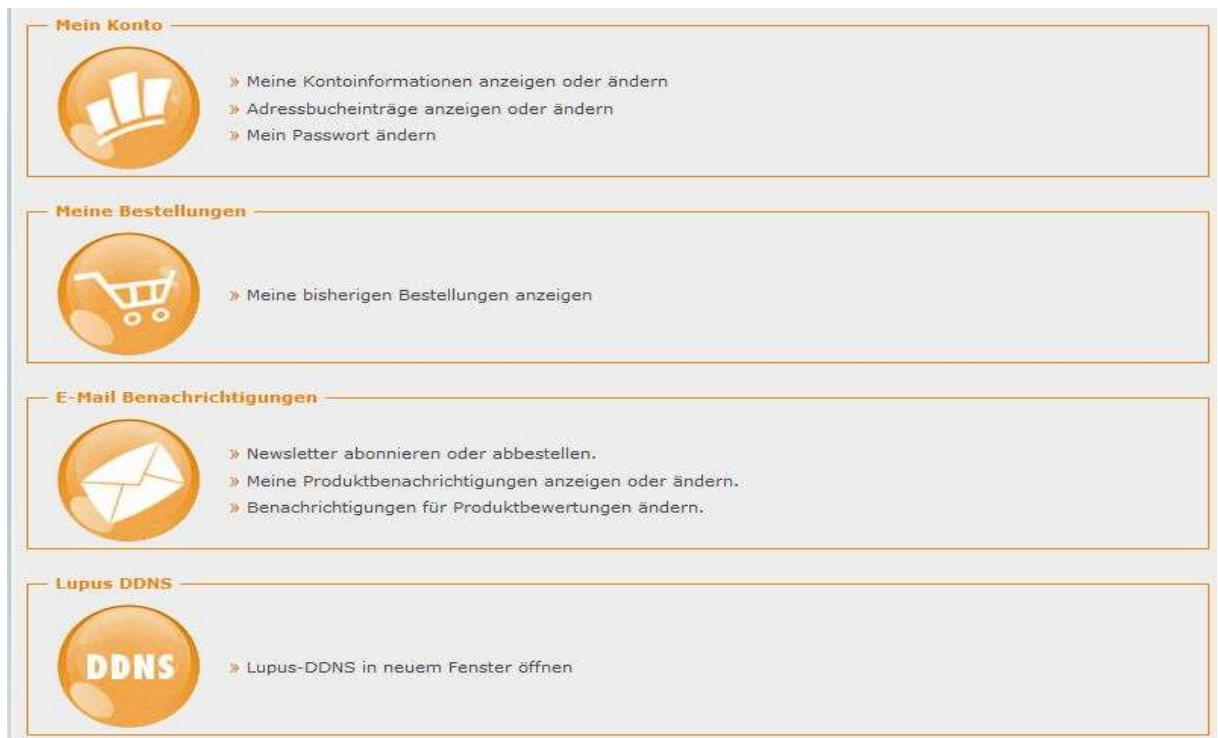 Mein Konto
» Meine Kontoinformationen anzeigen oder ändern
» Adressbucheinträge anzeigen oder ändern
» Mein Passwort ändern
Meine Bestellungen
» Meine bisherigen Bestellungen anzeigen
E-Mail Benachrichtigungen
» Newsletter abonnieren oder abbestellen.
» Meine Produktbenachrichtigungen anzeigen oder ändern.
» Benachrichtigungen für Produktbewertungen ändern.
Lupus DDNS
DDNS
» Lupus-DDNS in neuem Fenster öffnen